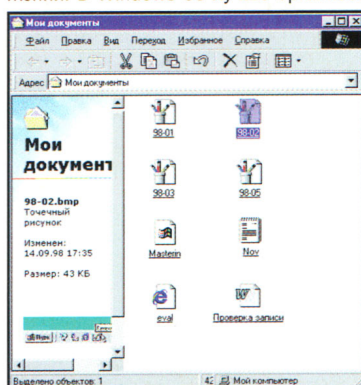 Мои документы
Файл Правка Вид Переход Избранное Справка
Адрес Мои документы
Мои
документ
98-02.bmp
Точечный
рисунок
Изменен:
14.09.98 17:35
Размер: 43 КБ
98-01 98-02
98-03 98-05
Masterin Nov
eval Проверка записи
Выделено объектов: 1 42 Мой компьютер